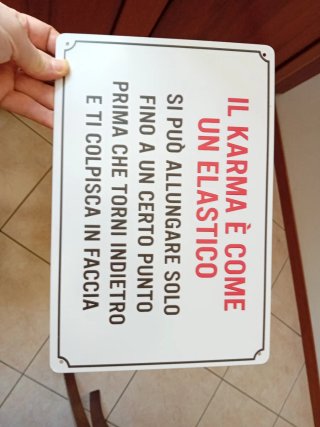 IL KARMA È COME
UN ELASTICO
SI PUÒ ALLUNGARE SOLO
FINO A UN CERTO PUNTO
PRIMA CHE TORNI INDIETRO
E TI COLPISCA IN FACCIA